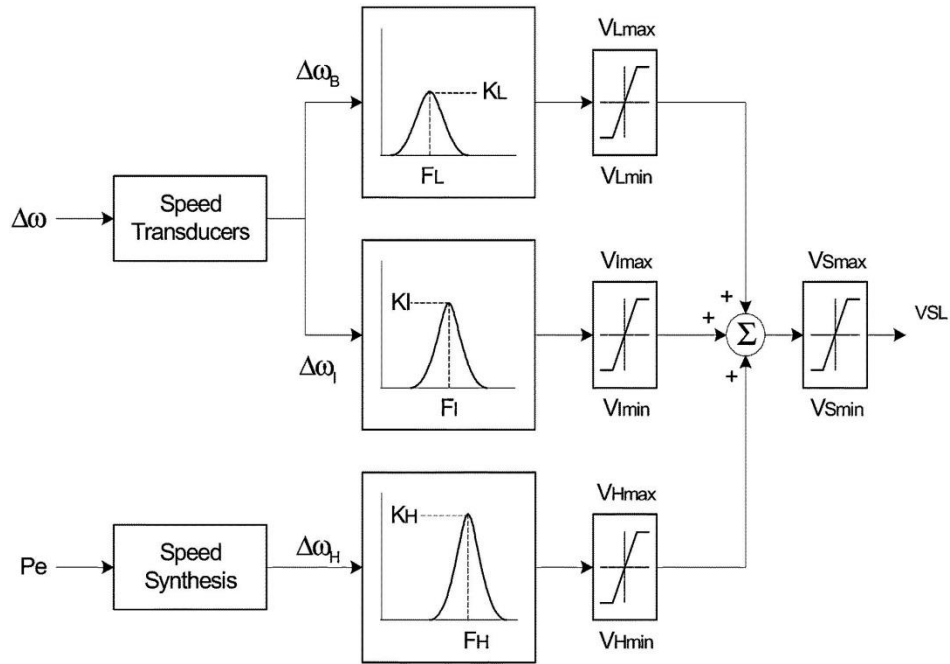 VLmax
ΔωB
KL
FL
VLmin
Δω
Speed
Transducers
VImax
VSmax
KI
+
+
Σ
VSL
ΔωI
FI
+
VImin
VSmin
VHmax
KH
Pe
Speed
Synthesis
ΔωH
FH
VHmin